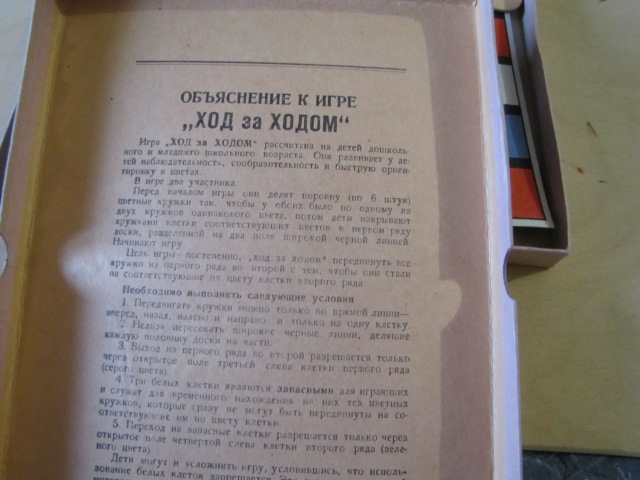 ОБЪЯСНЕНИЕ К ИГРЕ
„ХОД за ХОДОМ“
Игра „ХОД за ХОДОМ“ рассчитана на детей дошколь-
ного и младшего школьного возраста. Она развивает у де-
тей наблюдательность, сообразительность и быструю ориен-
тировку в цветах.
В игре два участника.
Перед началом игры они делят поровну (по 6 штук)
цветные кружки так, чтобы у обоих было по одному из
двух кружков одинакового цвета, потом дети накрывают
кружками клетки соответствующих цветов в первом ряду
доски, разделенной на два поля широкой черной линией.
Начинают игру.
Цель игры—постепенно, „ход за ходом“ передвинуть все
кружки из первого ряда во второй с тем, чтобы они стали
на соответствующие их цвету клетки второго ряда.
Необходимо выполнять следующие условия
1. Передвигать кружки можно только по прямой линии—
вперед, назад, налево и направо и только на одну клетку.
2. Нельзя пересекать широкие черные линии, делящие
каждую половину доски на части.
3. Выход из первого ряда во второй разрешается только
через открытое поле третьей слева клетки первого ряда
(серого цвета).
4. Три белых клетки являются запасными для играющих
и служат для временного нахождения на них тех цветных
кружков, которые сразу не могут быть передвинуты на со-
ответствующие им по цвету клетки.
5. Переход на запасные клетки разрешается только через
открытое поле четвертой слева клетки второго ряда (зеле-
ного цвета).
Дети могут и усложнить игру, условившись, что исполь-
зование белых клеток запрещается